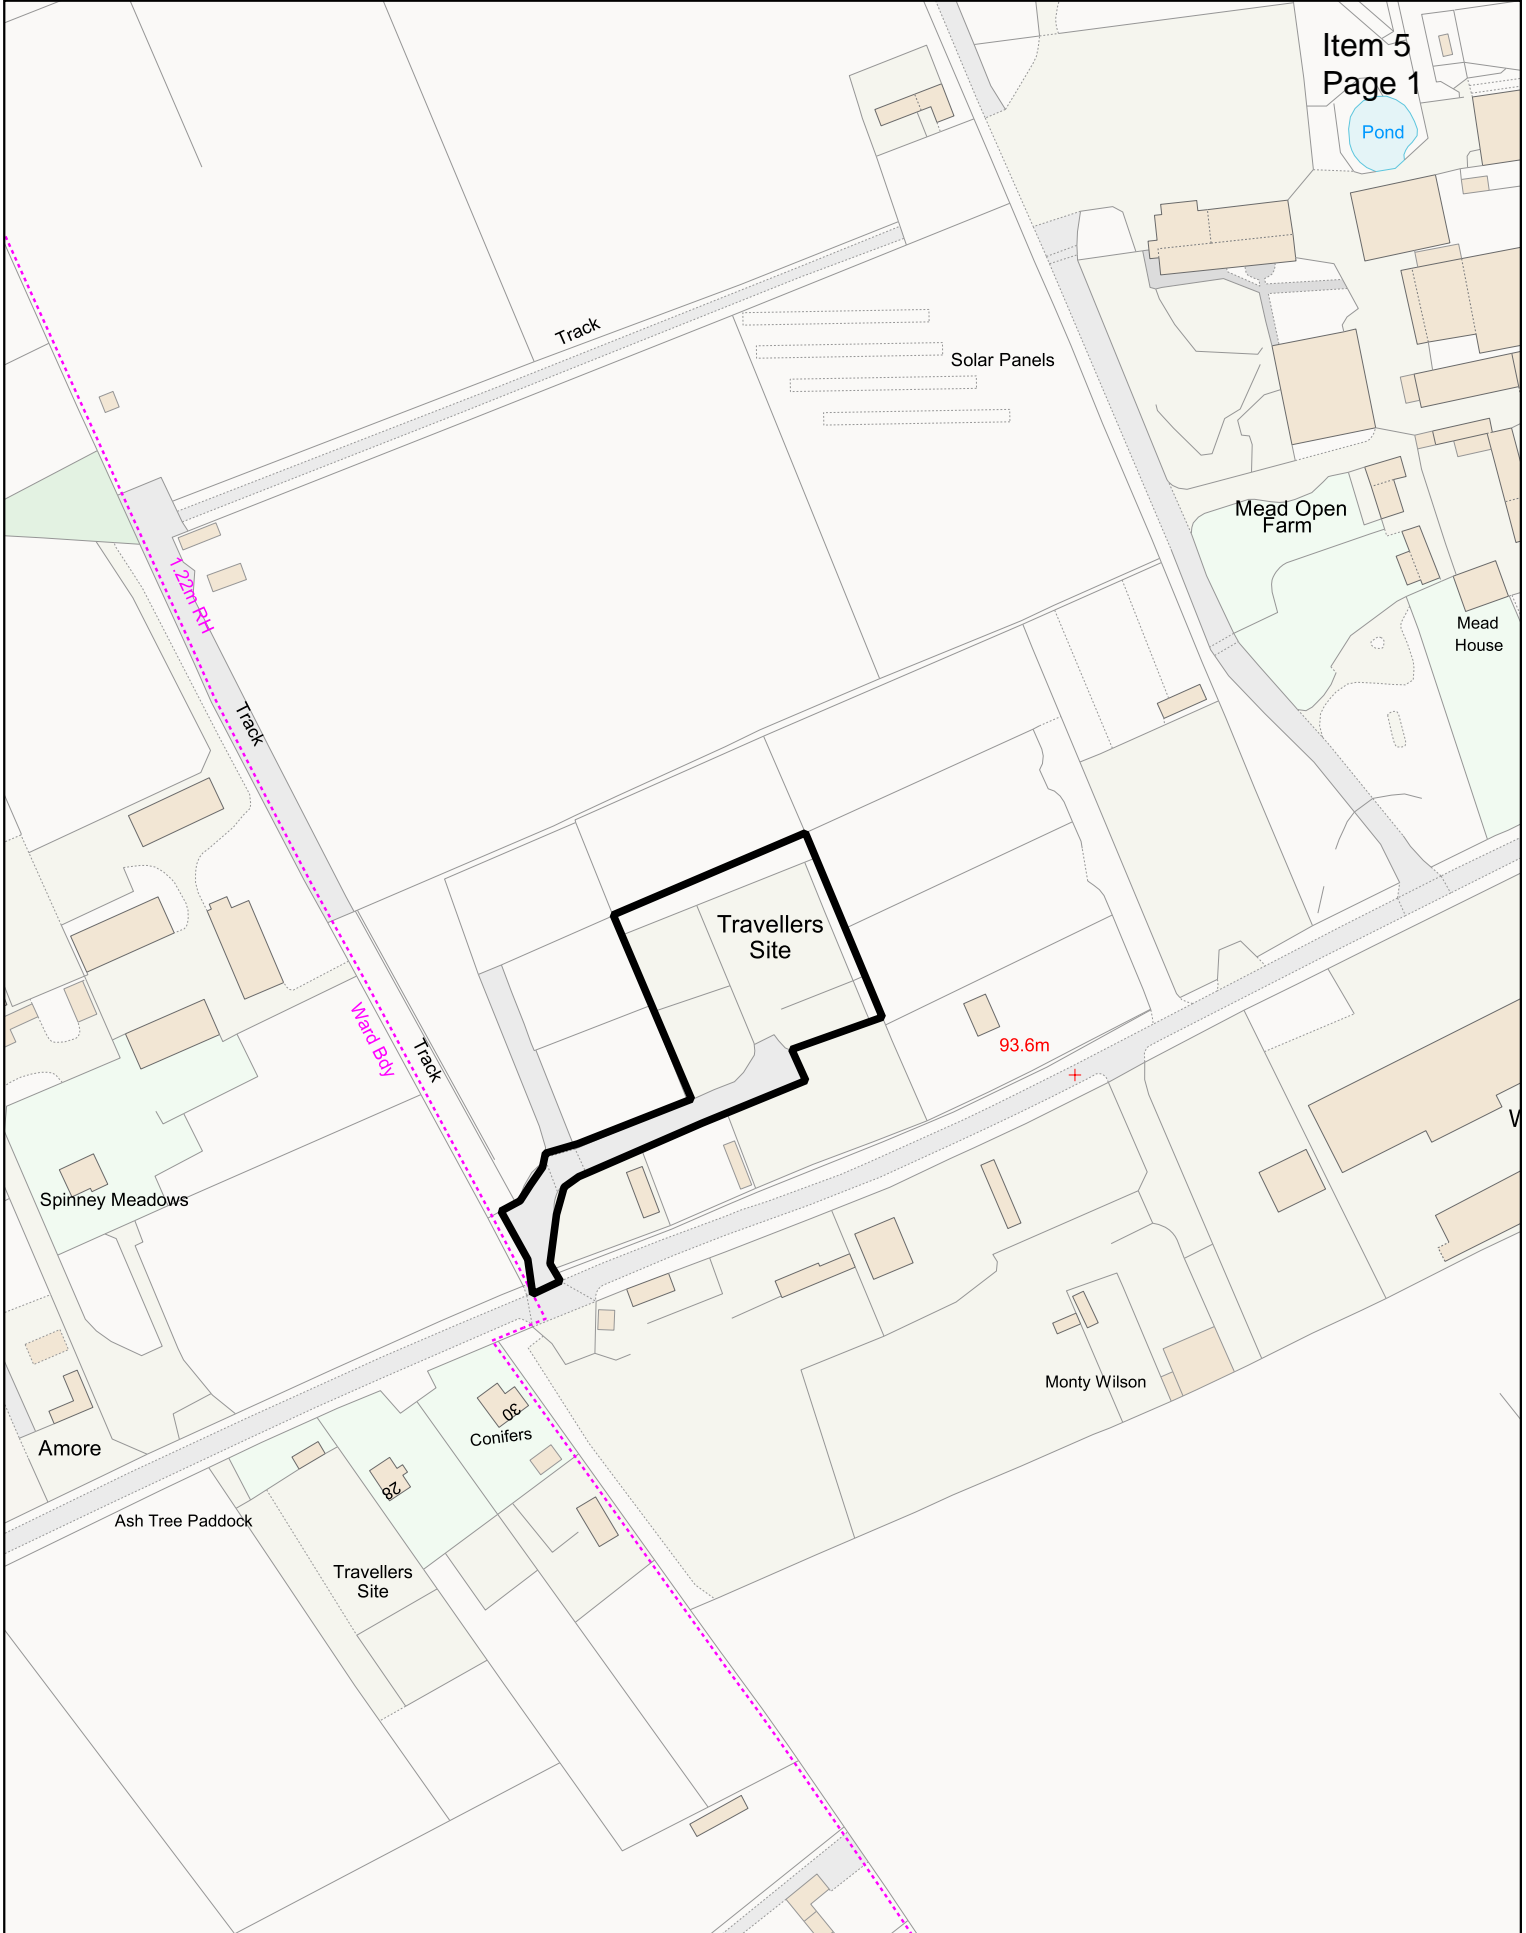 Item 5
Page 1
Pond
Track
Solar Panels
Mead Open
Farm
1.22m RH
Mead
House
Track
Travellers
Site
Ward Bdy
Track
93.6m
Spinney Meadows
Monty Wilson
30
Conifers
Amore
28
Ash Tree Paddock
Travellers
Site